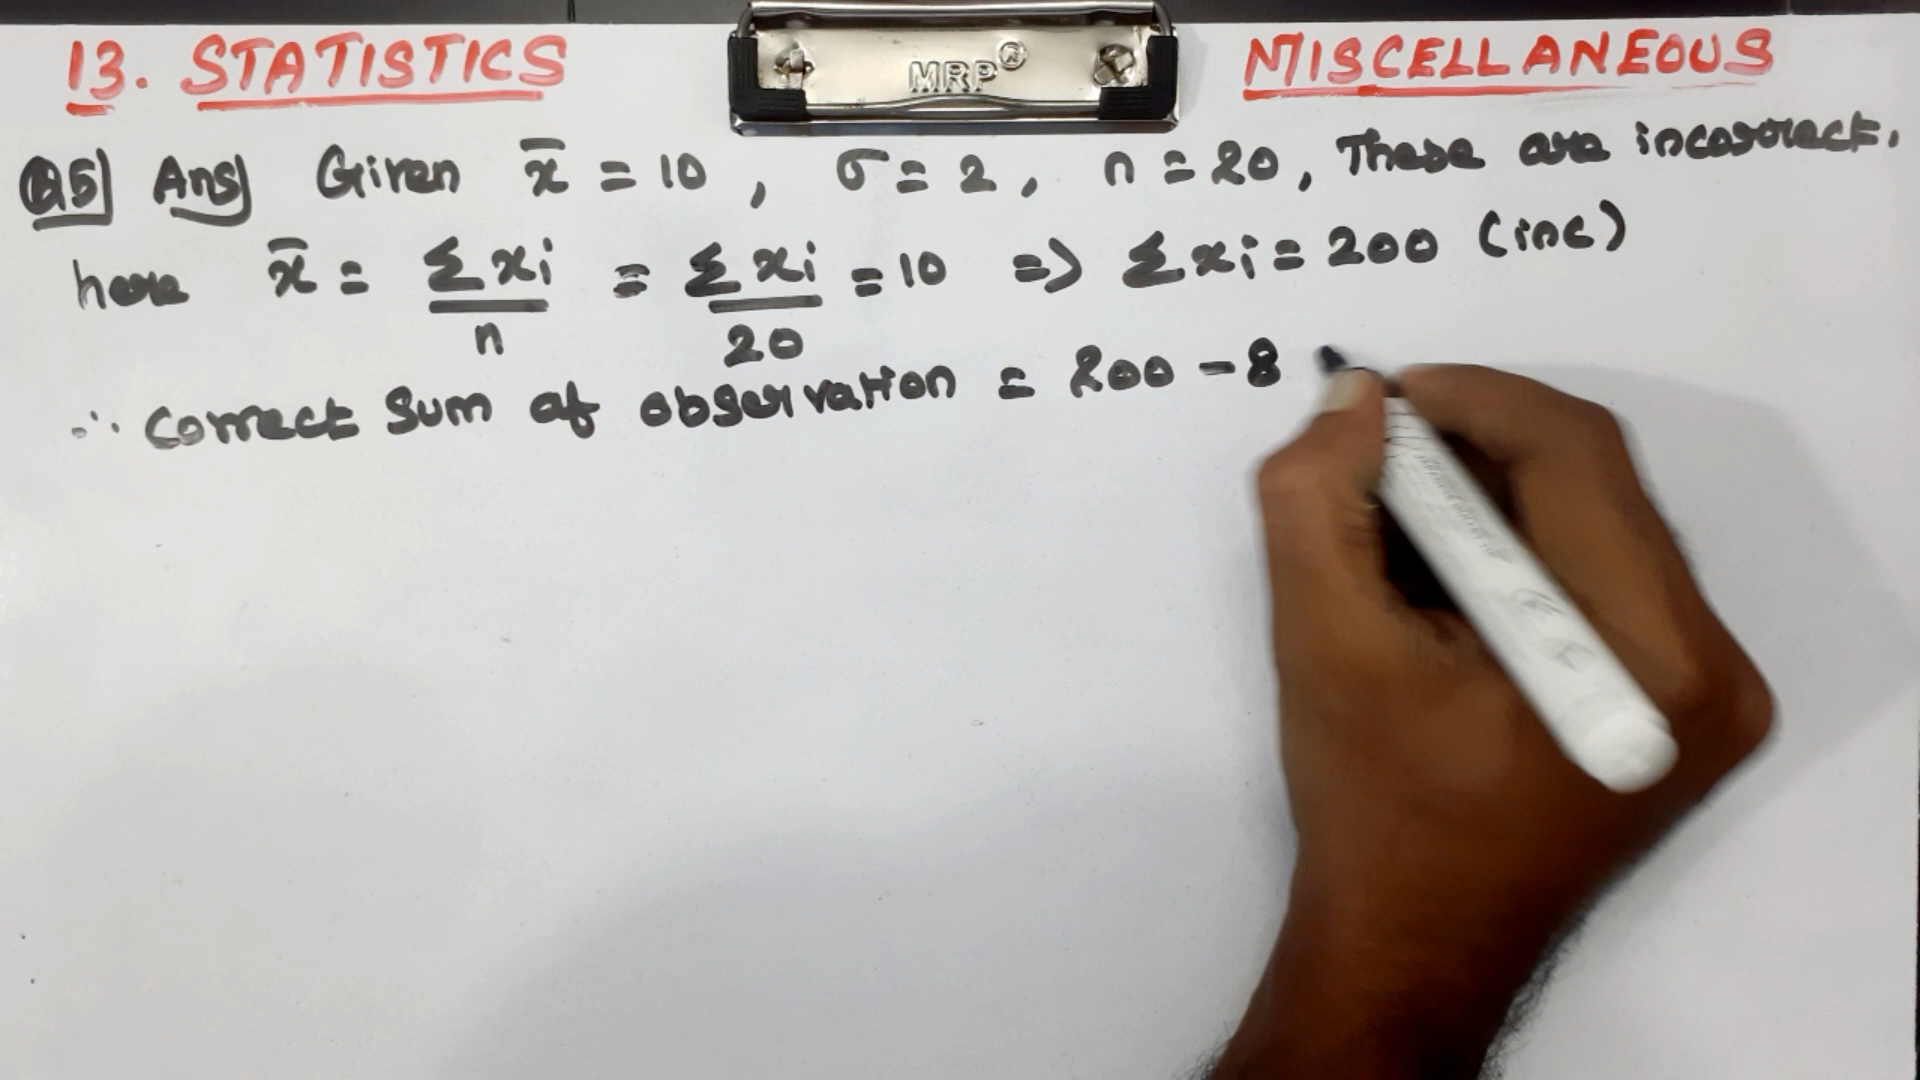 13. STATISTICS
MRP®
MISCELLANEOUS
Q5) Ans) Given x̄ = 10, σ = 2, n = 20, These are incorrect.
here x̄ = Σxi/n = Σxi/20 = 10 => Σxi = 200 (inc)
∴ correct sum of observation = 200 - 8